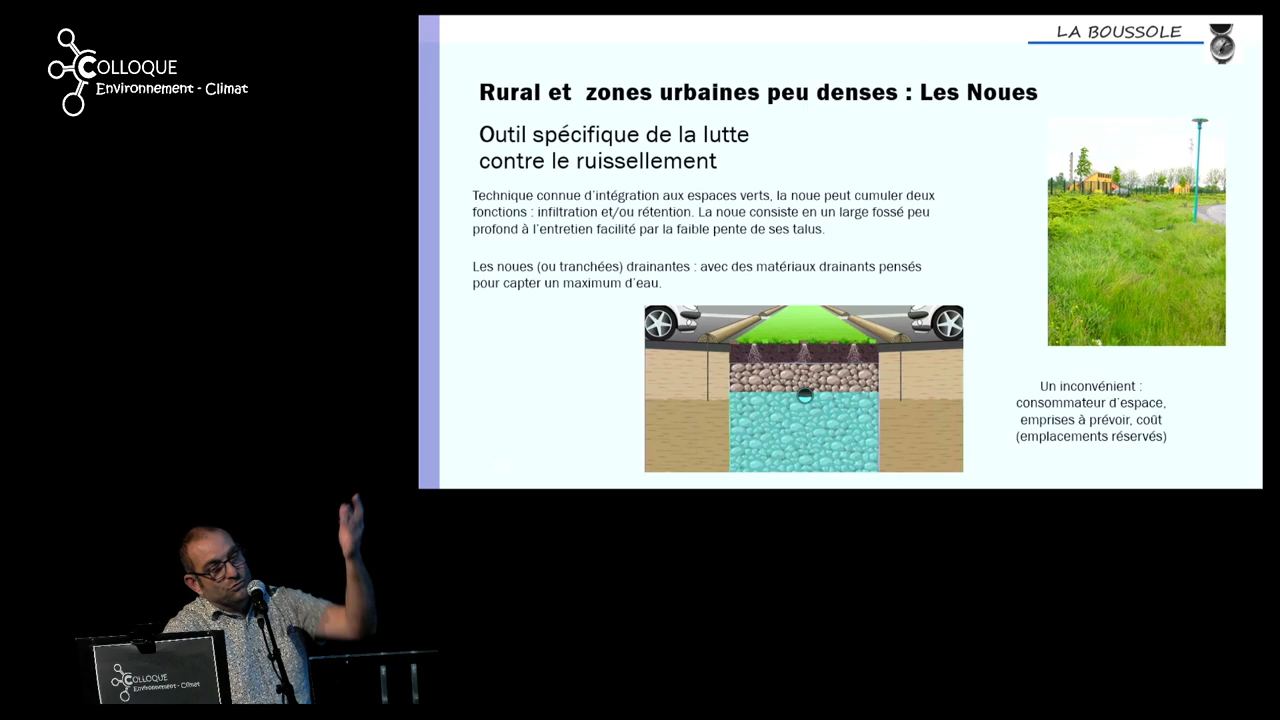 COLLOQUE
Environnement - Climat
LA BOUSSOLE
Rural et zones urbaines peu denses : Les Noues
Outil spécifique de la lutte
contre le ruissellement
Technique connue d'intégration aux espaces verts, la noue peut cumuler deux
fonctions : infiltration et/ou rétention. La noue consiste en un large fossé peu
profond à l'entretien facilité par la faible pente de ses talus.
Les noues (ou tranchées) drainantes : avec des matériaux drainants pensés
pour capter un maximum d'eau.
Un inconvénient :
consommateur d'espace,
emprises à prévoir, coût
(emplacements réservés)
COLLOQUE
Environnement - Climat